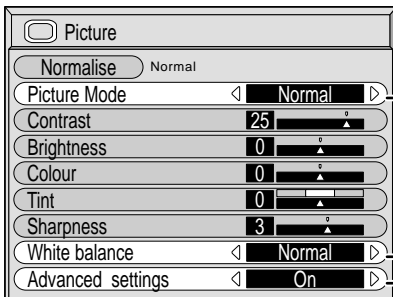 Picture
Normalise Normal
Picture Mode Normal
Contrast 25
Brightness 0
Colour 0
Tint 0
Sharpness 3
White balance Normal
Advanced settings On